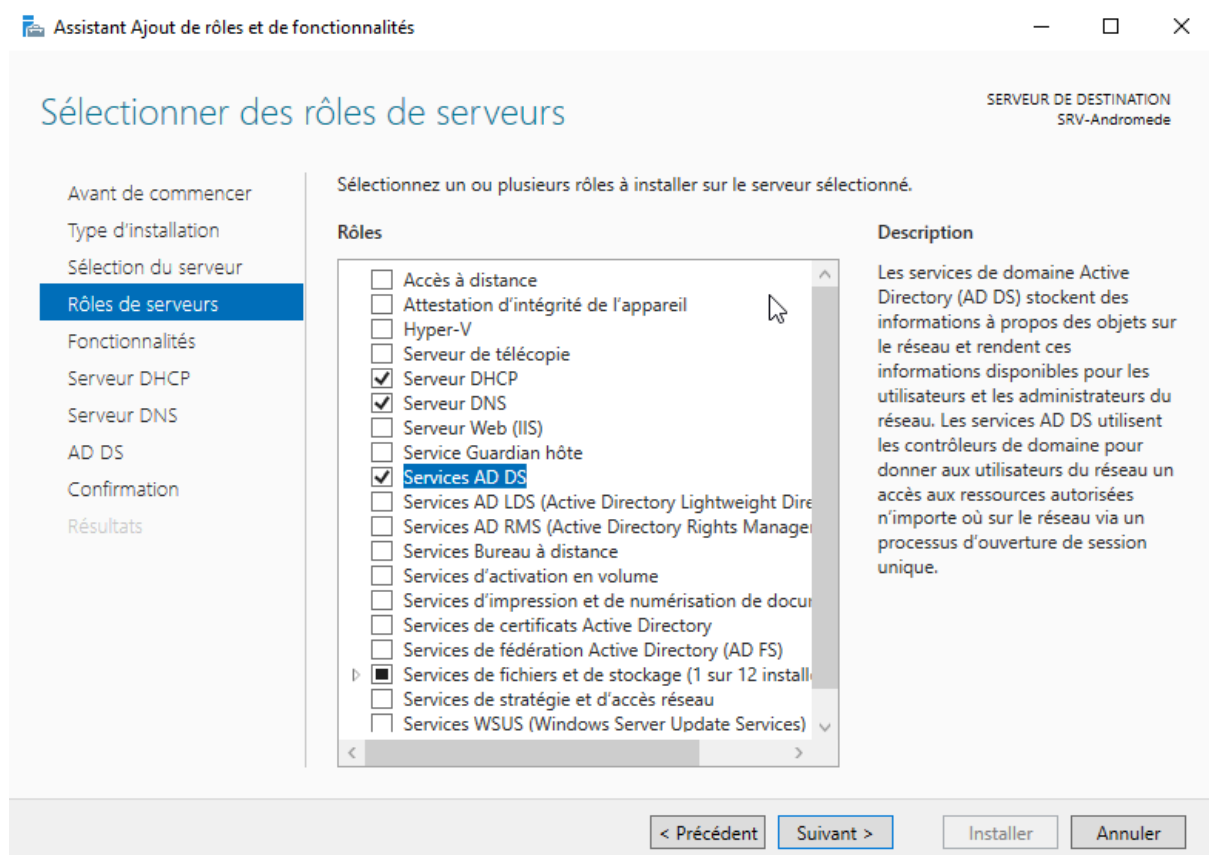 Assistant Ajout de rôles et de fonctionnalités
Sélectionner des rôles de serveurs
SERVEUR DE DESTINATION
SRV-Andromede
Avant de commencer
Type d'installation
Sélection du serveur
Rôles de serveurs
Fonctionnalités
Serveur DHCP
Serveur DNS
AD DS
Confirmation
Résultats
Sélectionnez un ou plusieurs rôles à installer sur le serveur sélectionné.
Rôles
Accès à distance
Attestation d'intégrité de l'appareil
Hyper-V
Serveur de télécopie
Serveur DHCP
Serveur DNS
Serveur Web (IIS)
Service Guardian hôte
Services AD DS
Services AD LDS (Active Directory Lightweight Dire
Services AD RMS (Active Directory Rights Manage
Services Bureau à distance
Services d'activation en volume
Services d'impression et de numérisation de docu
Services de certificats Active Directory
Services de fédération Active Directory (AD FS)
Services de fichiers et de stockage (1 sur 12 install
Services de stratégie et d'accès réseau
Services WSUS (Windows Server Update Services)
Description
Les services de domaine Active
Directory (AD DS) stockent des
informations à propos des objets sur
le réseau et rendent ces
informations disponibles pour les
utilisateurs et les administrateurs du
réseau. Les services AD DS utilisent
les contrôleurs de domaine pour
donner aux utilisateurs du réseau un
accès aux ressources autorisées
n'importe où sur le réseau via un
processus d'ouverture de session
unique.
< Précédent
Suivant >
Installer
Annuler